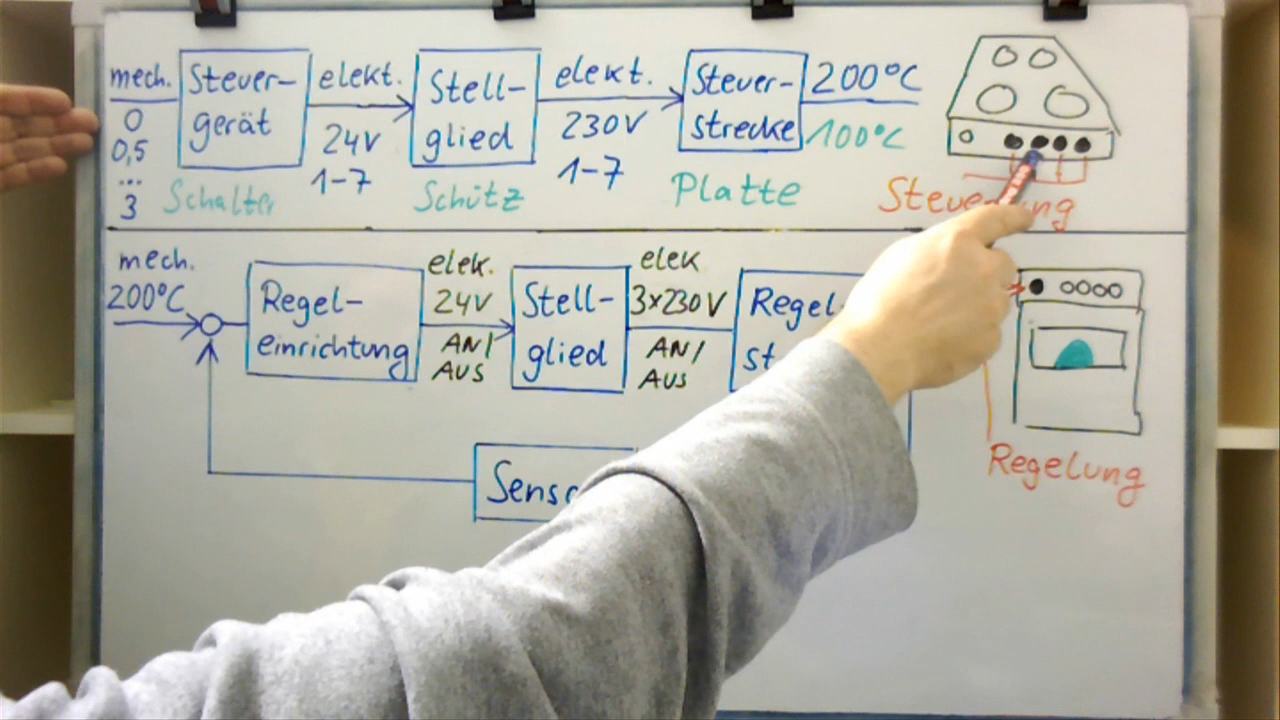 mech.
0
0,5
...
3
Steuer-
gerät
Schalter
elekt.
24V
1-7
Stell-
glied
Schütz
elekt.
230V
1-7
Steuer-
strecke
Platte
200°C
100°C
mech.
200°C
Regel-
einrichtung
elek.
24V
AN/
AUS
Stell-
glied
elek
3x230V
AN/
AUS
Regel
st
Regelung